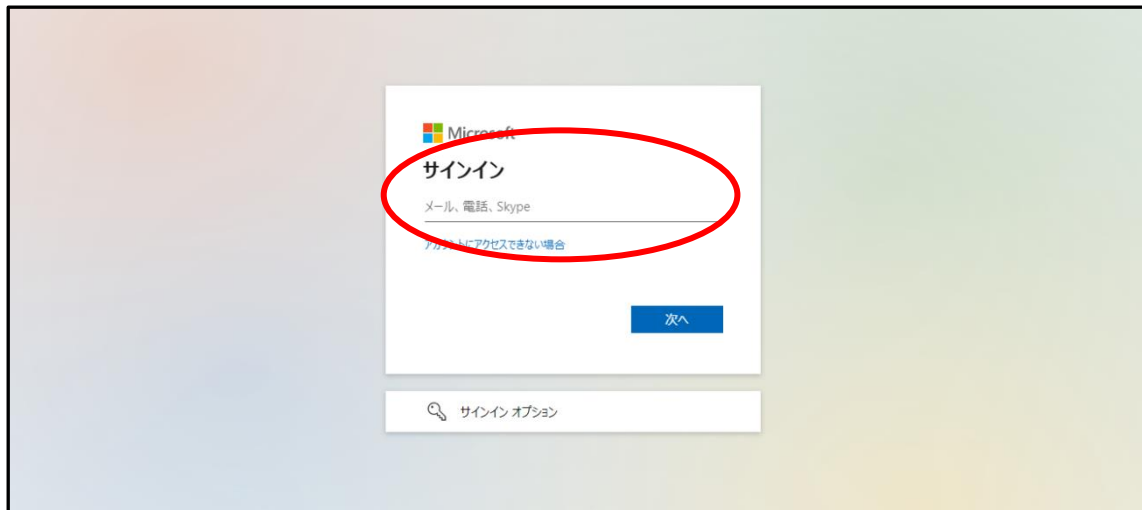 Microsoft
サインイン
メール、電話、Skype
アカウントにアクセスできない場合
次へ
サインイン オプション